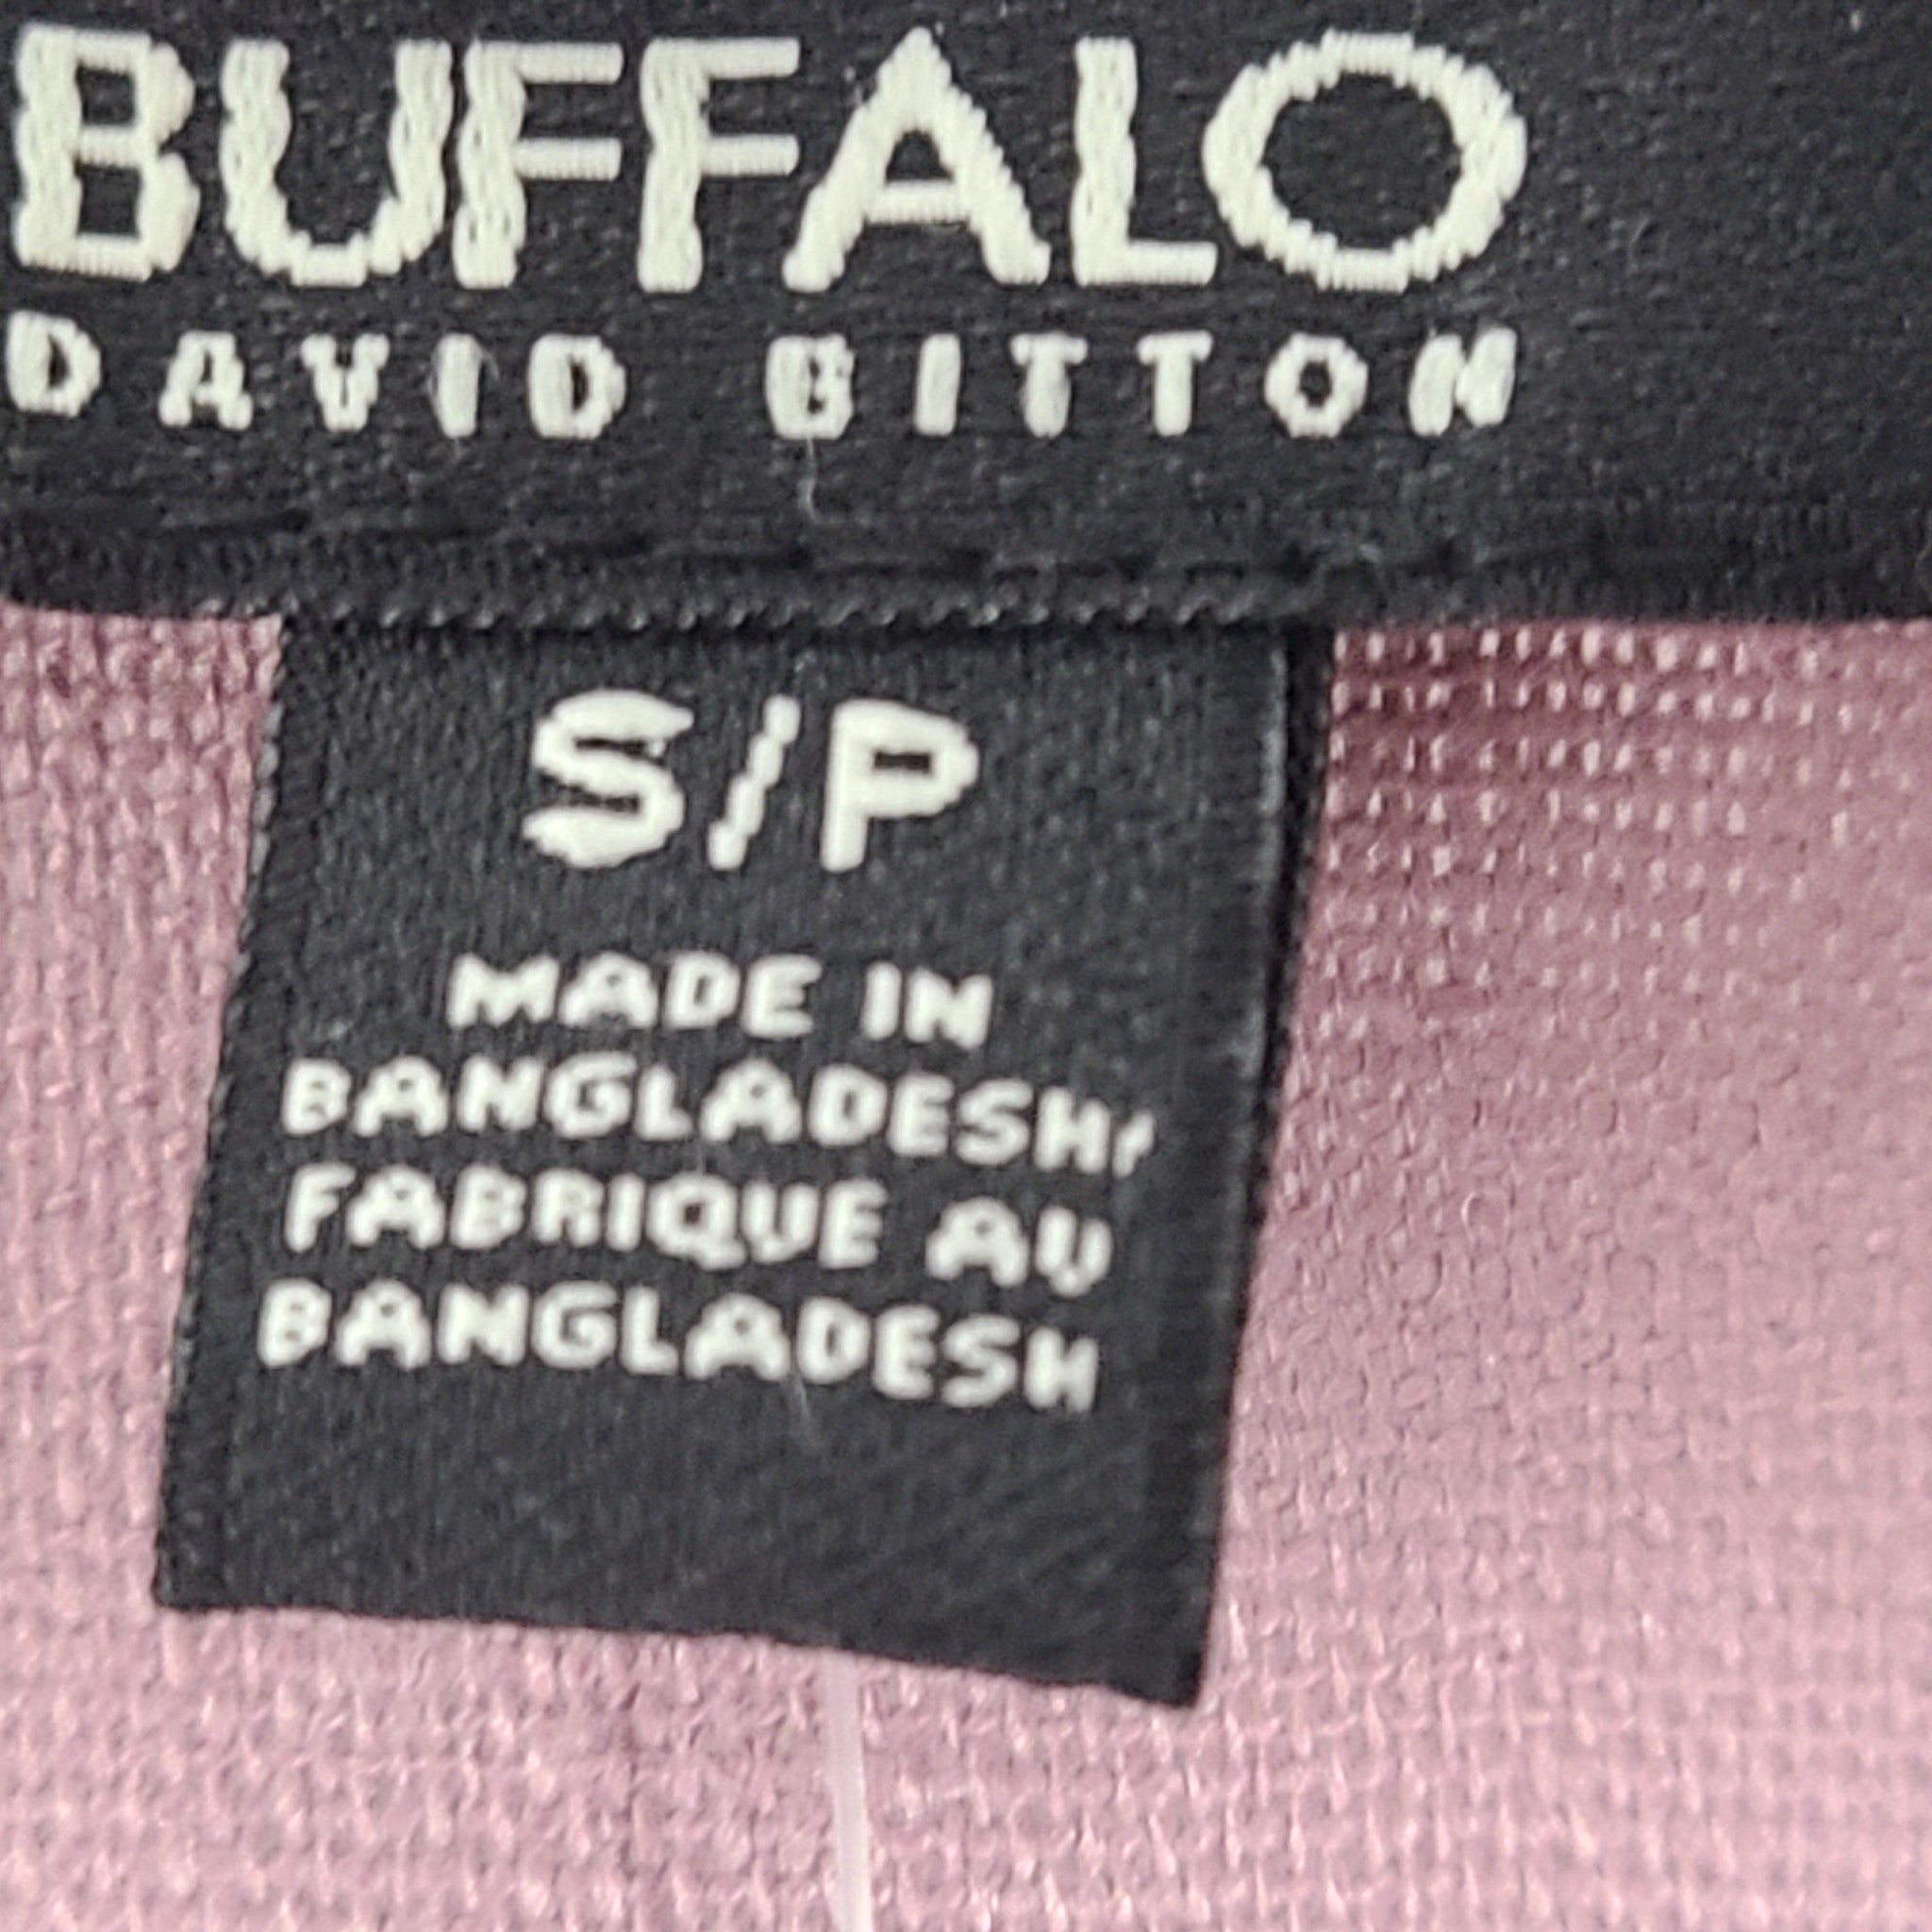 BUFFALO
DAVID BITTON
S/P
MADE IN
BANGLADESH/
FABRIQUE AU
BANGLADESH